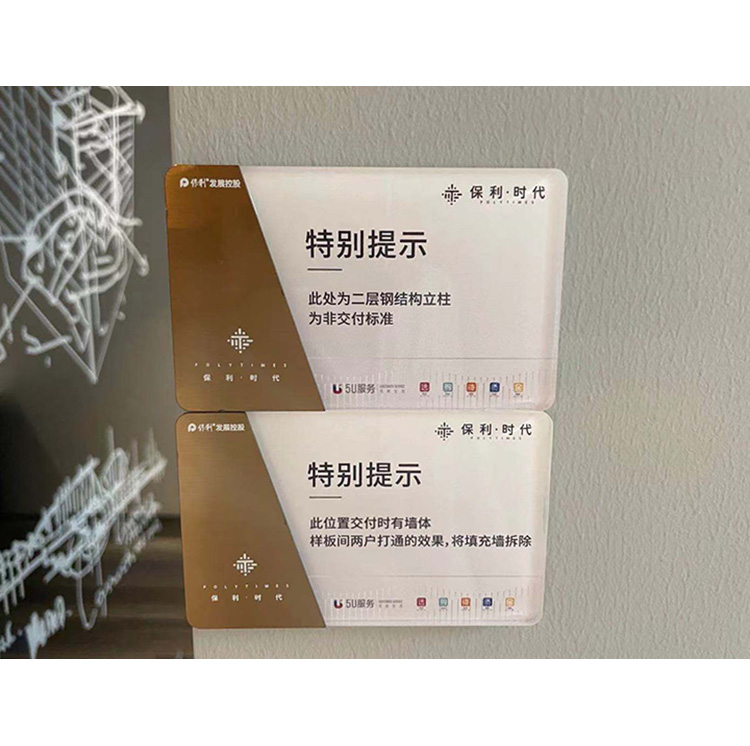 保利发展控股
保利·时代
POLYTIMES
特别提示
此处为二层钢结构立柱
为非交付标准
POLYTIMES
保利·时代
5U服务
保利发展控股
保利·时代
POLYTIMES
特别提示
此位置交付时有墙体
样板间两户打通的效果,将填充墙拆除
POLYTIMES
保利·时代
5U服务